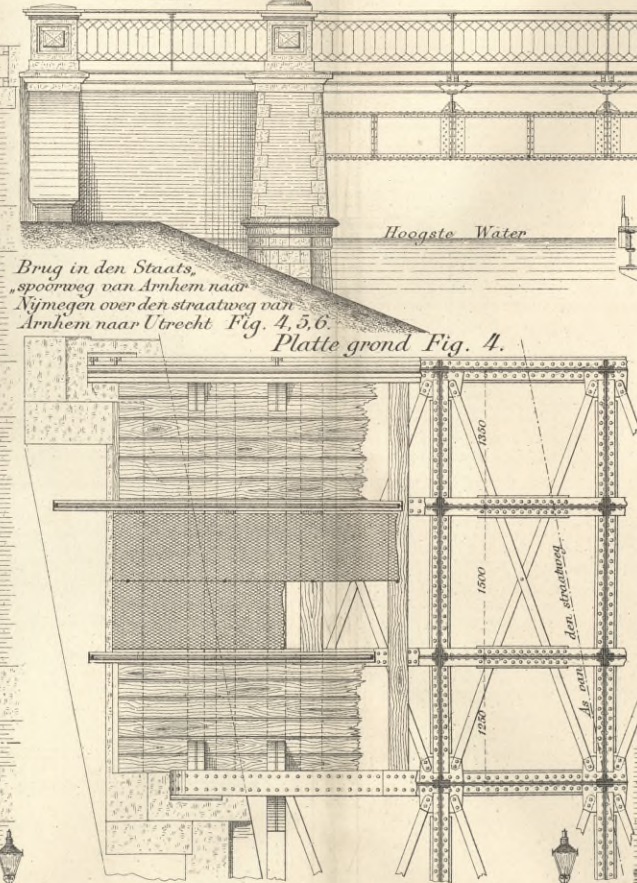 Hoogste Water
Brug in den Staats„
„spoorweg van Arnhem naar
Nijmegen over den straatweg van
Arnhem naar Utrecht Fig. 4, 5, 6.
Platte grond Fig. 4.
1350
1500
1250
As van den straatweg